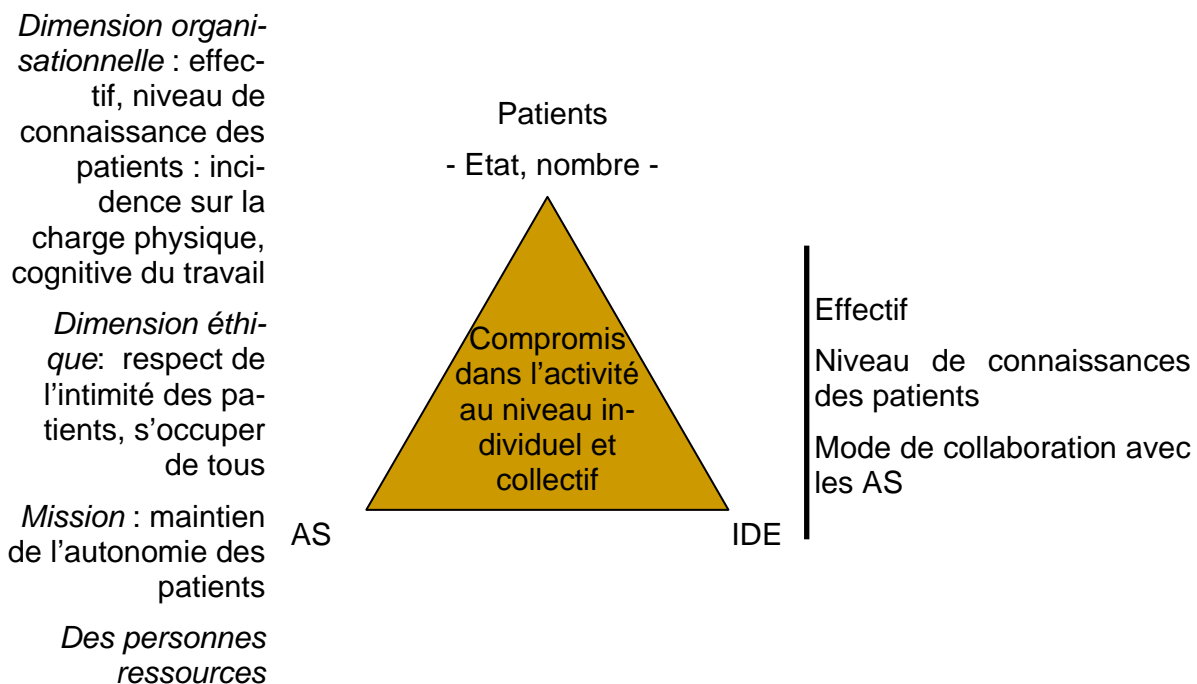 Dimension organi-
sationnelle : effec-
tif, niveau de
connaissance des
patients : inci-
dence sur la
charge physique,
cognitive du travail
Dimension éthi-
que: respect de
l'intimité des pa-
tients, s'occuper
de tous
Mission : maintien
de l'autonomie des
patients
Des personnes
ressources
Patients
- Etat, nombre -
Compromis
dans l'activité
au niveau in-
dividuel et
collectif
AS
IDE
Effectif
Niveau de connaissances
des patients
Mode de collaboration avec
les AS